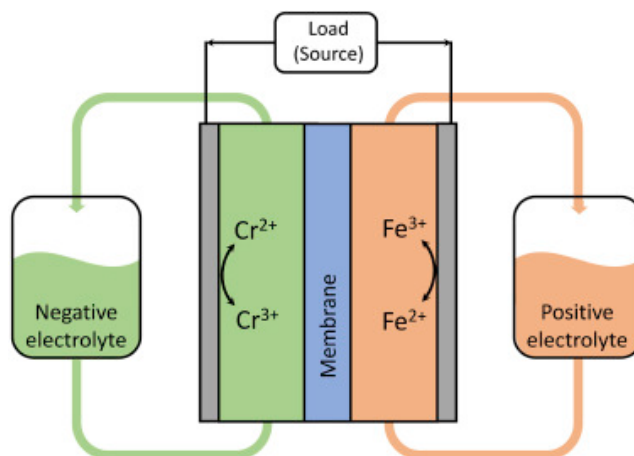 Load
(Source)
Cr²⁺
Fe³⁺
Membrane
Cr³⁺
Fe²⁺
Negative
electrolyte
Positive
electrolyte